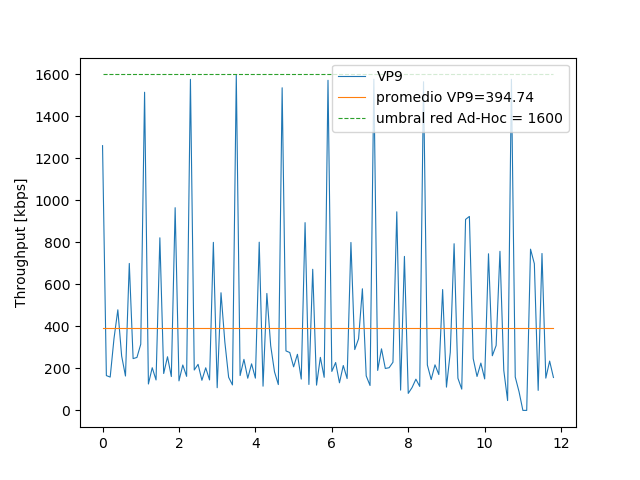 1600
1400
1200
1000
800
600
400
200
0
Throughput [kbps]
VP9
promedio VP9=394.74
umbral red Ad-Hoc = 1600
0 2 4 6 8 10 12